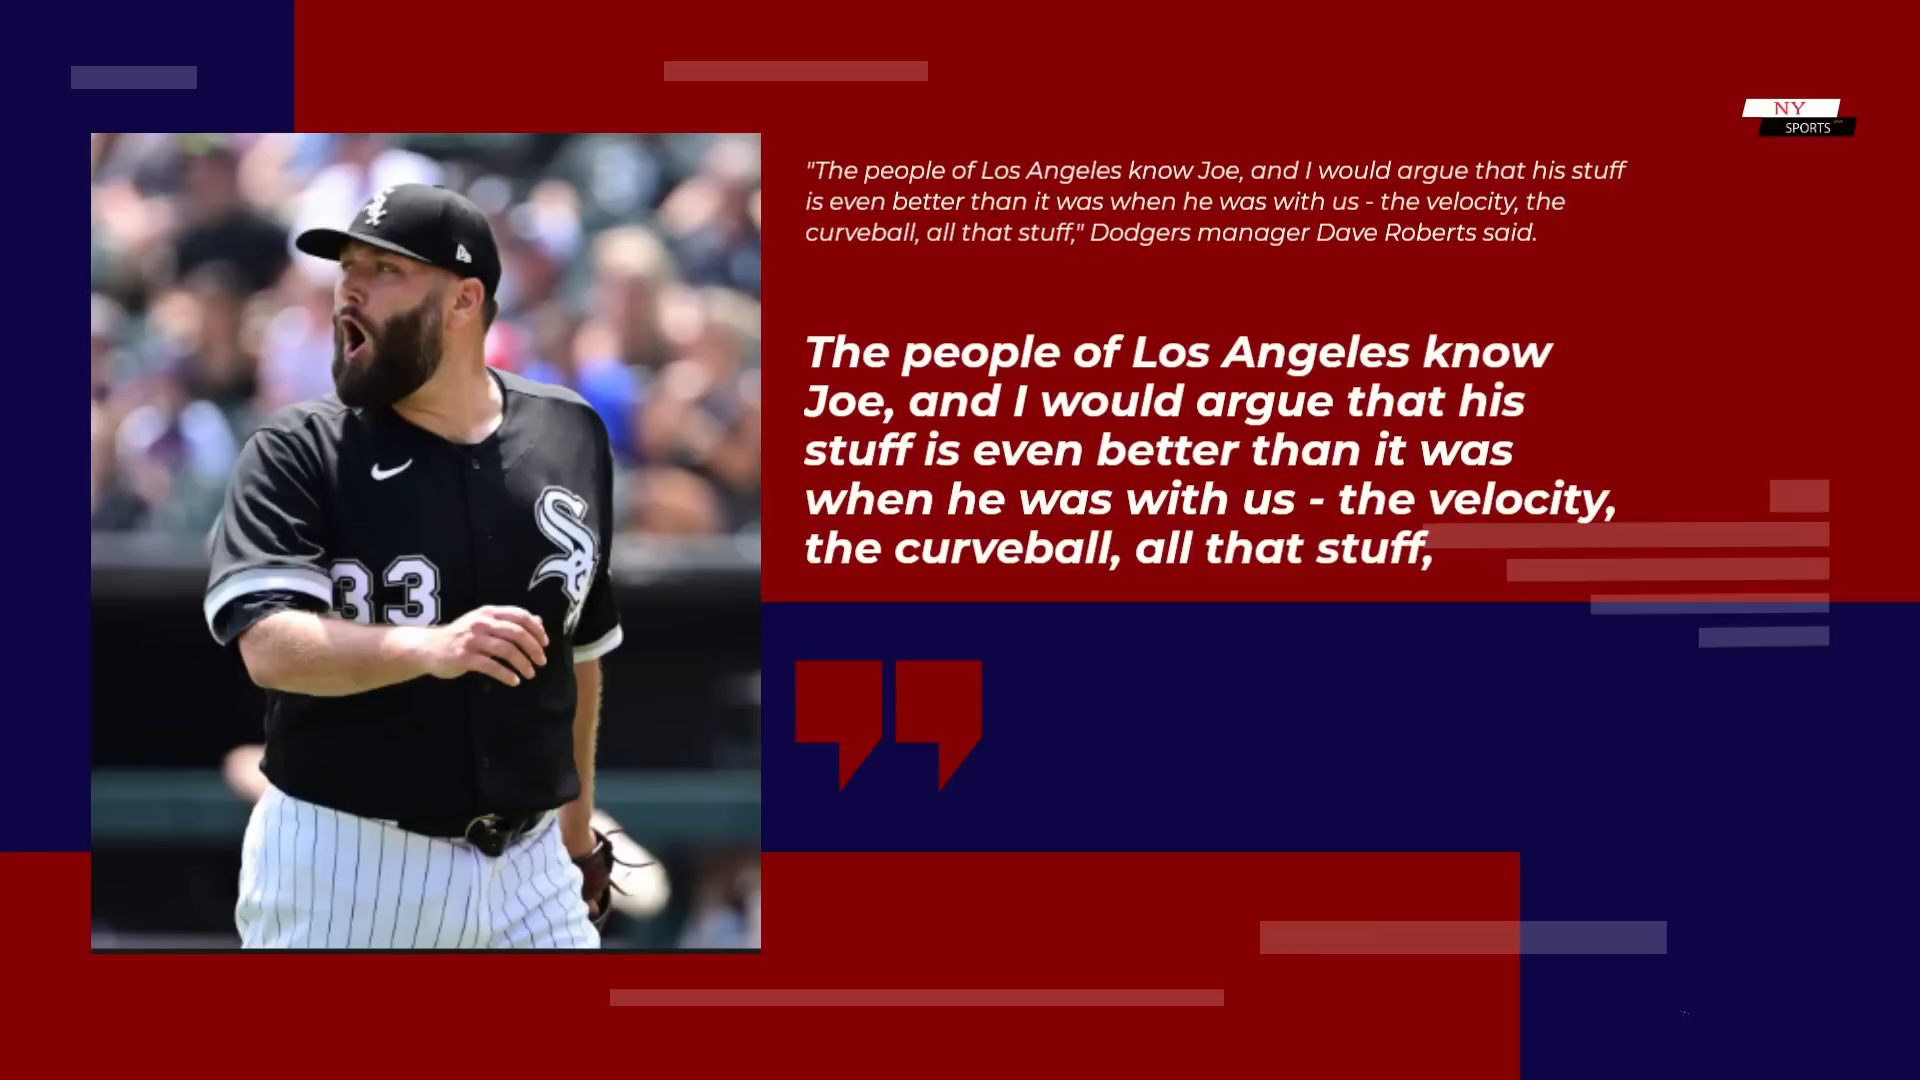 NY
SPORTS
"The people of Los Angeles know Joe, and I would argue that his stuff
is even better than it was when he was with us - the velocity, the
curveball, all that stuff," Dodgers manager Dave Roberts said.
The people of Los Angeles know
Joe, and I would argue that his
stuff is even better than it was
when he was with us - the velocity,
the curveball, all that stuff,
Sox
33